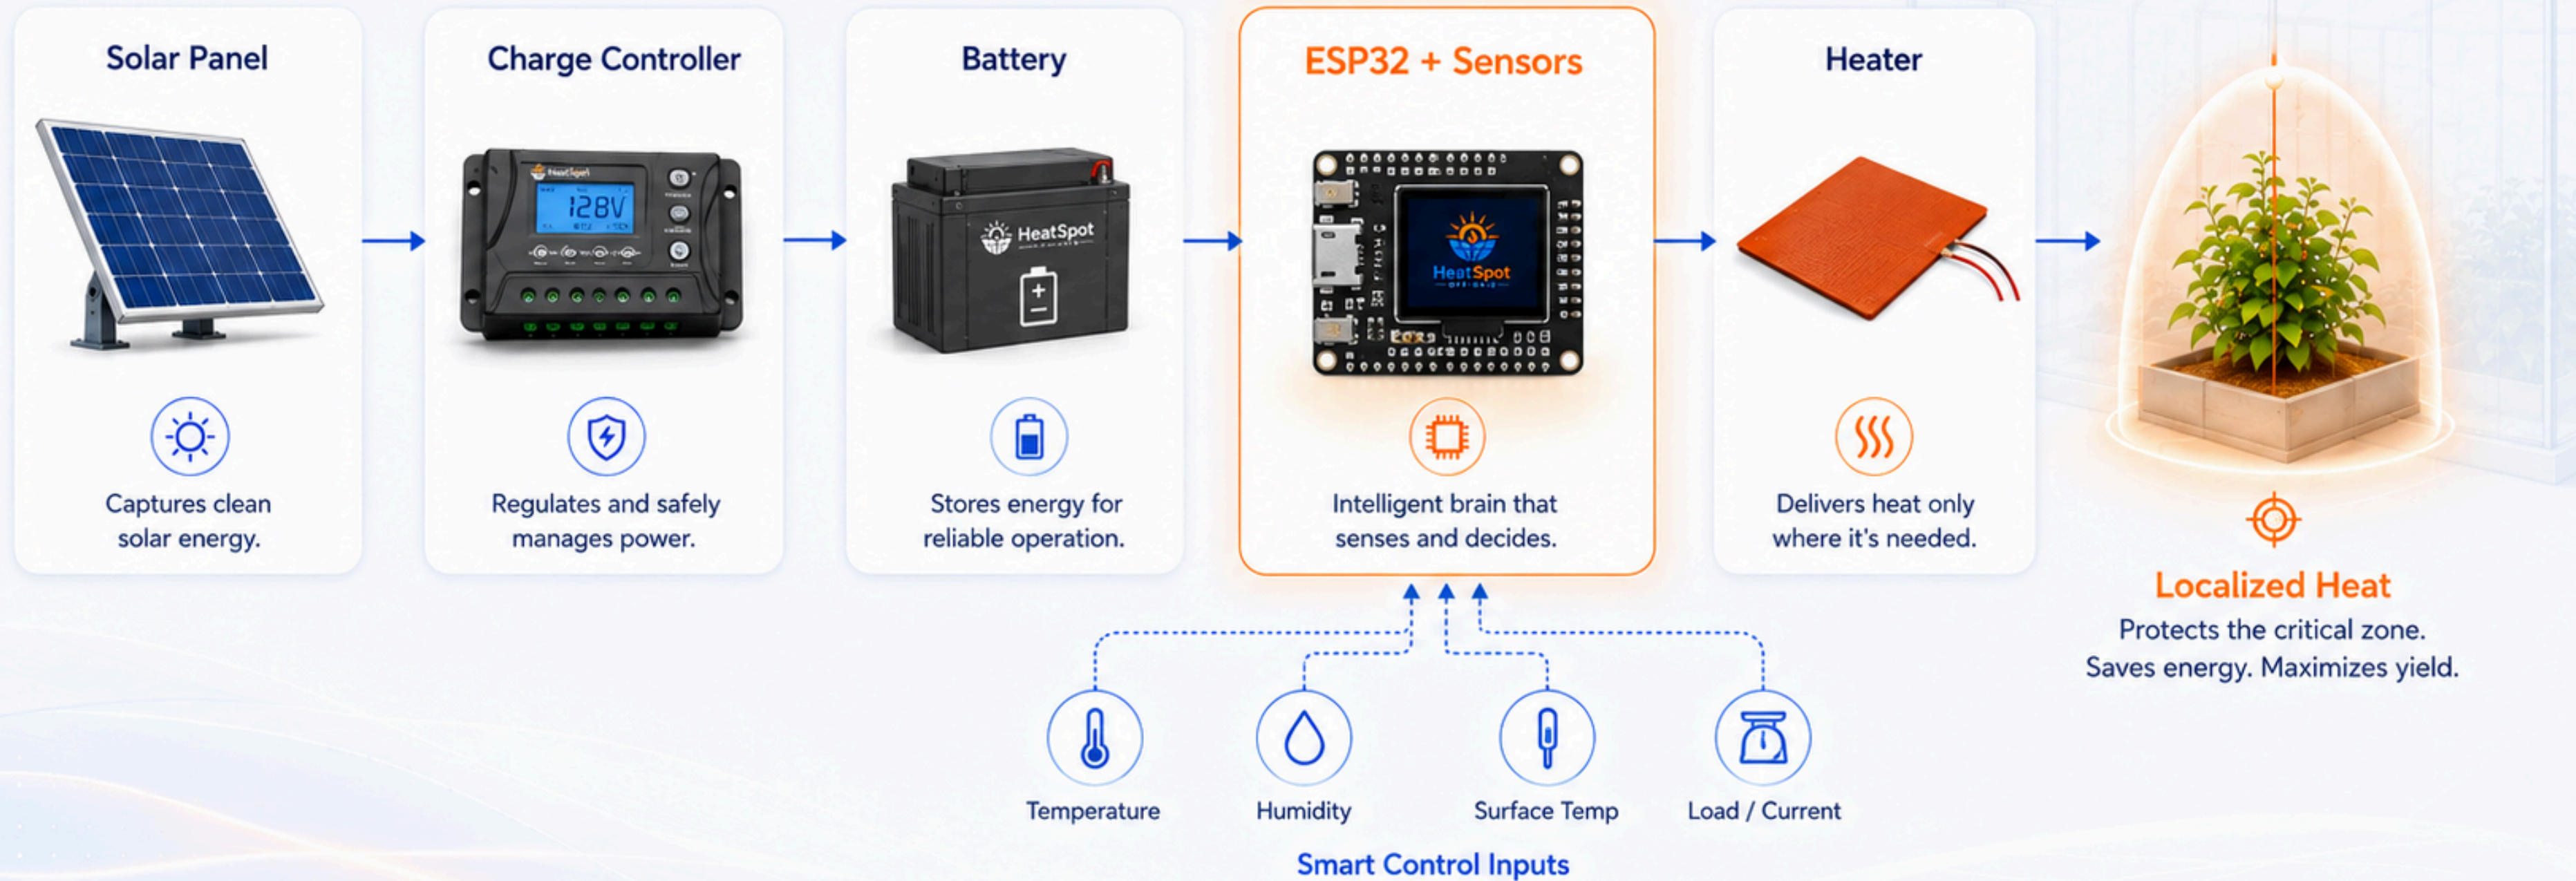 Solar Panel
Captures clean
solar energy.
Charge Controller
128V
Regulates and safely
manages power.
Battery
HeatSpot
Stores energy for
reliable operation.
ESP32 + Sensors
HeatSpot
Intelligent brain that
senses and decides.
Heater
Delivers heat only
where it's needed.
Localized Heat
Protects the critical zone.
Saves energy. Maximizes yield.
Temperature
Humidity
Surface Temp
Load / Current
Smart Control Inputs